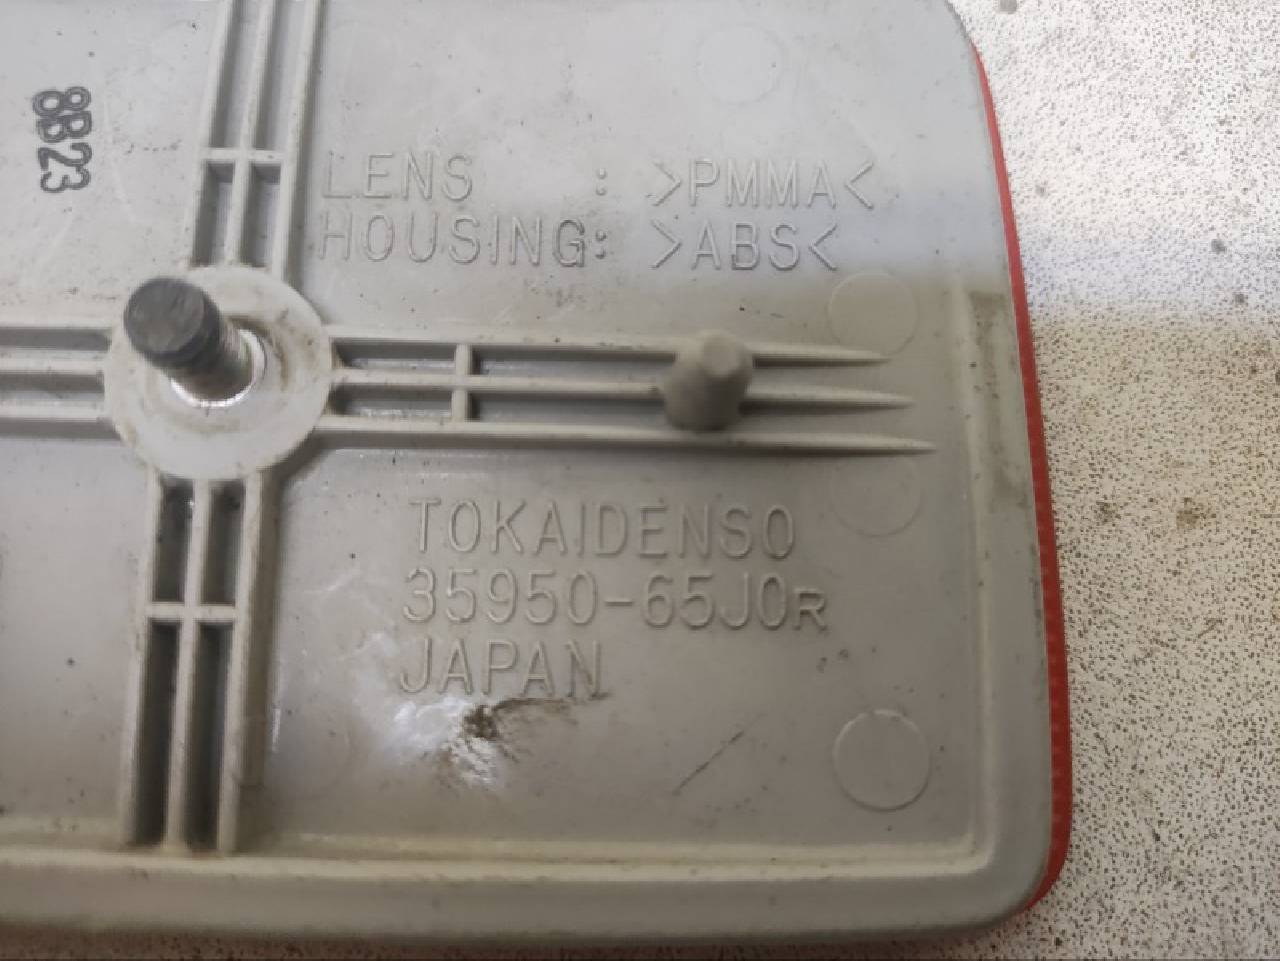 8B23
LENS : >PMMA<
HOUSING: >ABS<
TOKAIDENSO
35950-65J0R
JAPAN